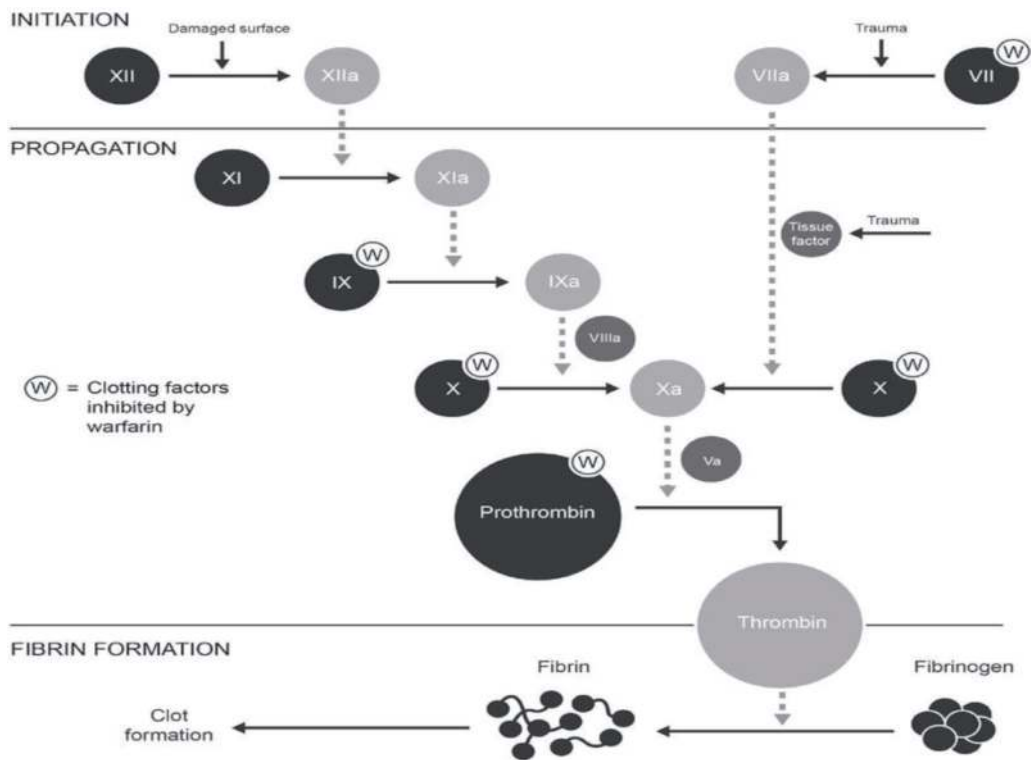 INITIATION
Damaged surface
Trauma
XII
XIIa
VIIa
VII
W
PROPAGATION
XI
XIa
Tissue
factor
Trauma
W
IX
IXa
VIIIa
W = Clotting factors
inhibited by
warfarin
W
X
Xa
X
W
Va
W
Prothrombin
Thrombin
FIBRIN FORMATION
Fibrin
Fibrinogen
Clot
formation